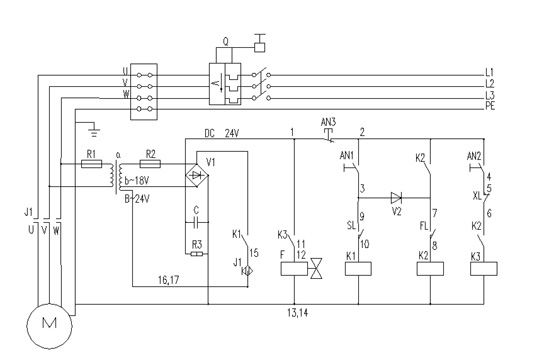 Q
U
V
W
L1
L2
L3
PE
DC 24V
1
AN3
2
R1
a
R2
V1
b~18V
B~24V
AN1
K2
AN2
4
3
V2
XL
5
J1
U V W
C
R3
K1
15
J1
K3
11
12
F
9
SL
10
7
FL
8
6
K2
K1
K2
K3
16,17
13,14
M